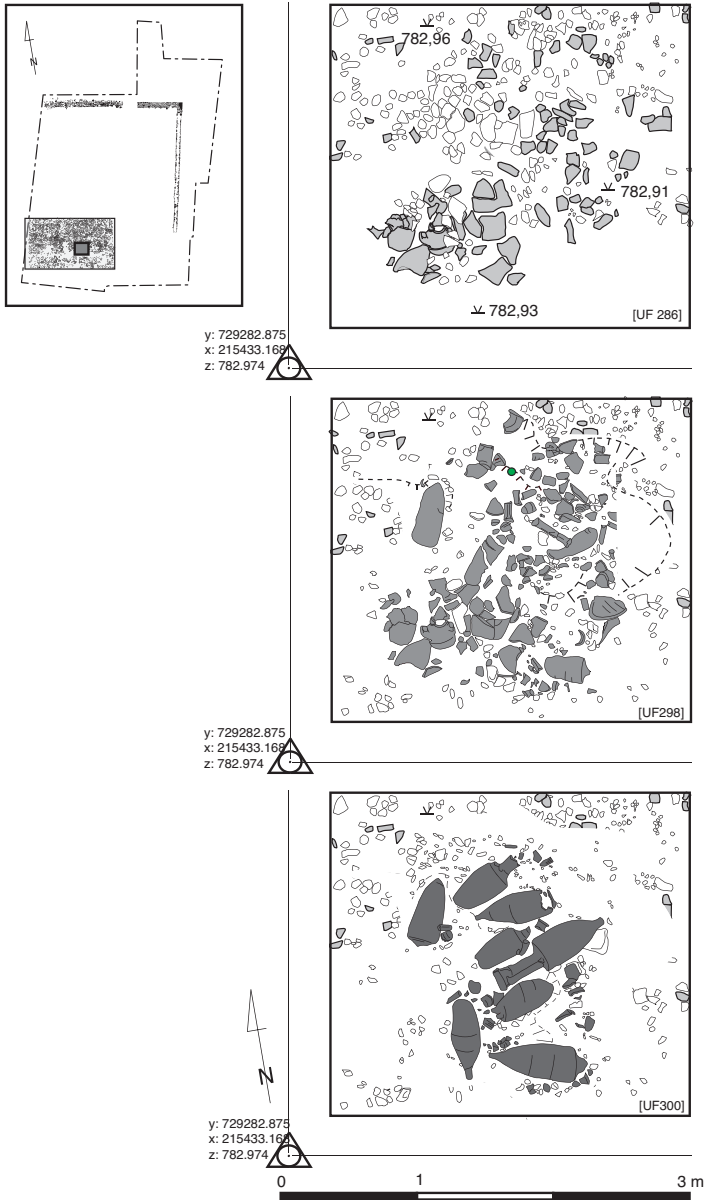 N
782,96
782,91
782,93
[UF 286]
y: 729282.875
x: 215433.168
z: 782.974
[UF298]
y: 729282.875
x: 215433.168
z: 782.974
N
[UF300]
y: 729282.875
x: 215433.168
z: 782.974
0 1 3 m